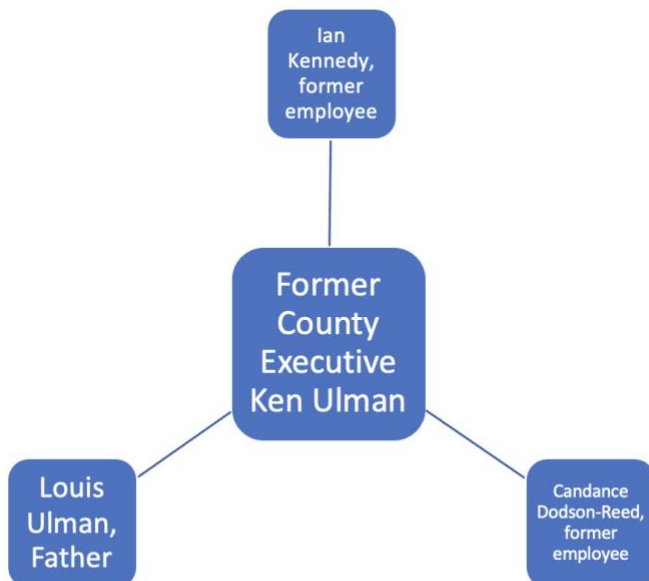 Ian
Kennedy,
former
employee
Former
County
Executive
Ken Ulman
Louis
Ulman,
Father
Candance
Dodson-Reed,
former
employee